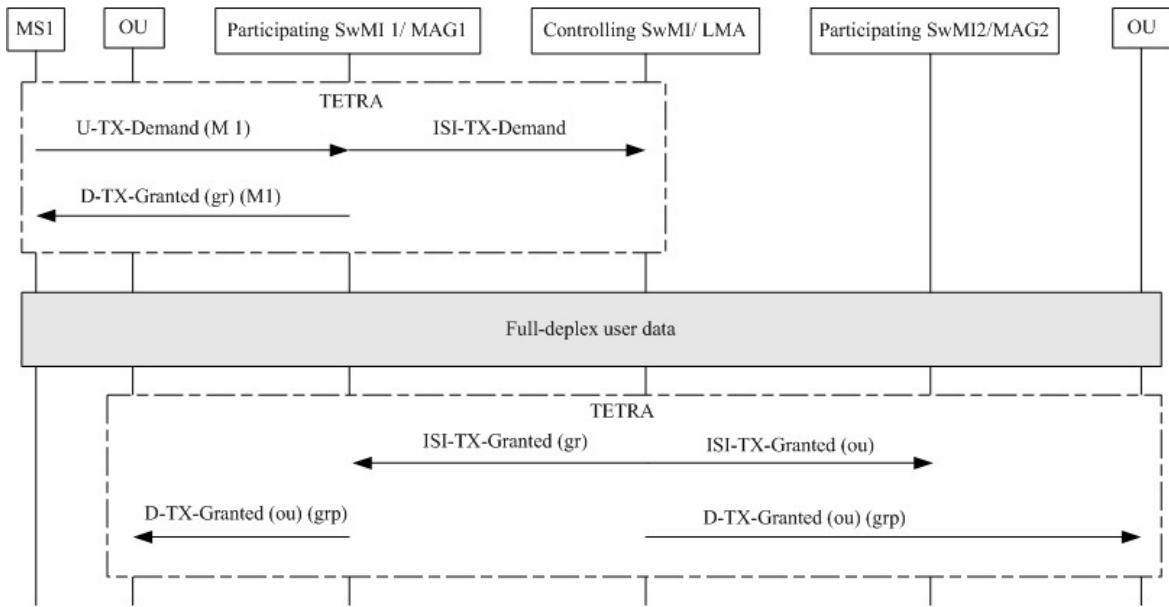 MS1
OU
Participating SwMI 1/ MAG1
Controlling SwMI/ LMA
Participating SwMI2/MAG2
OU
TETRA
U-TX-Demand (M 1)
ISI-TX-Demand
D-TX-Granted (gr) (M1)
Full-deplex user data
TETRA
ISI-TX-Granted (gr)
ISI-TX-Granted (ou)
D-TX-Granted (ou) (grp)
D-TX-Granted (ou) (grp)